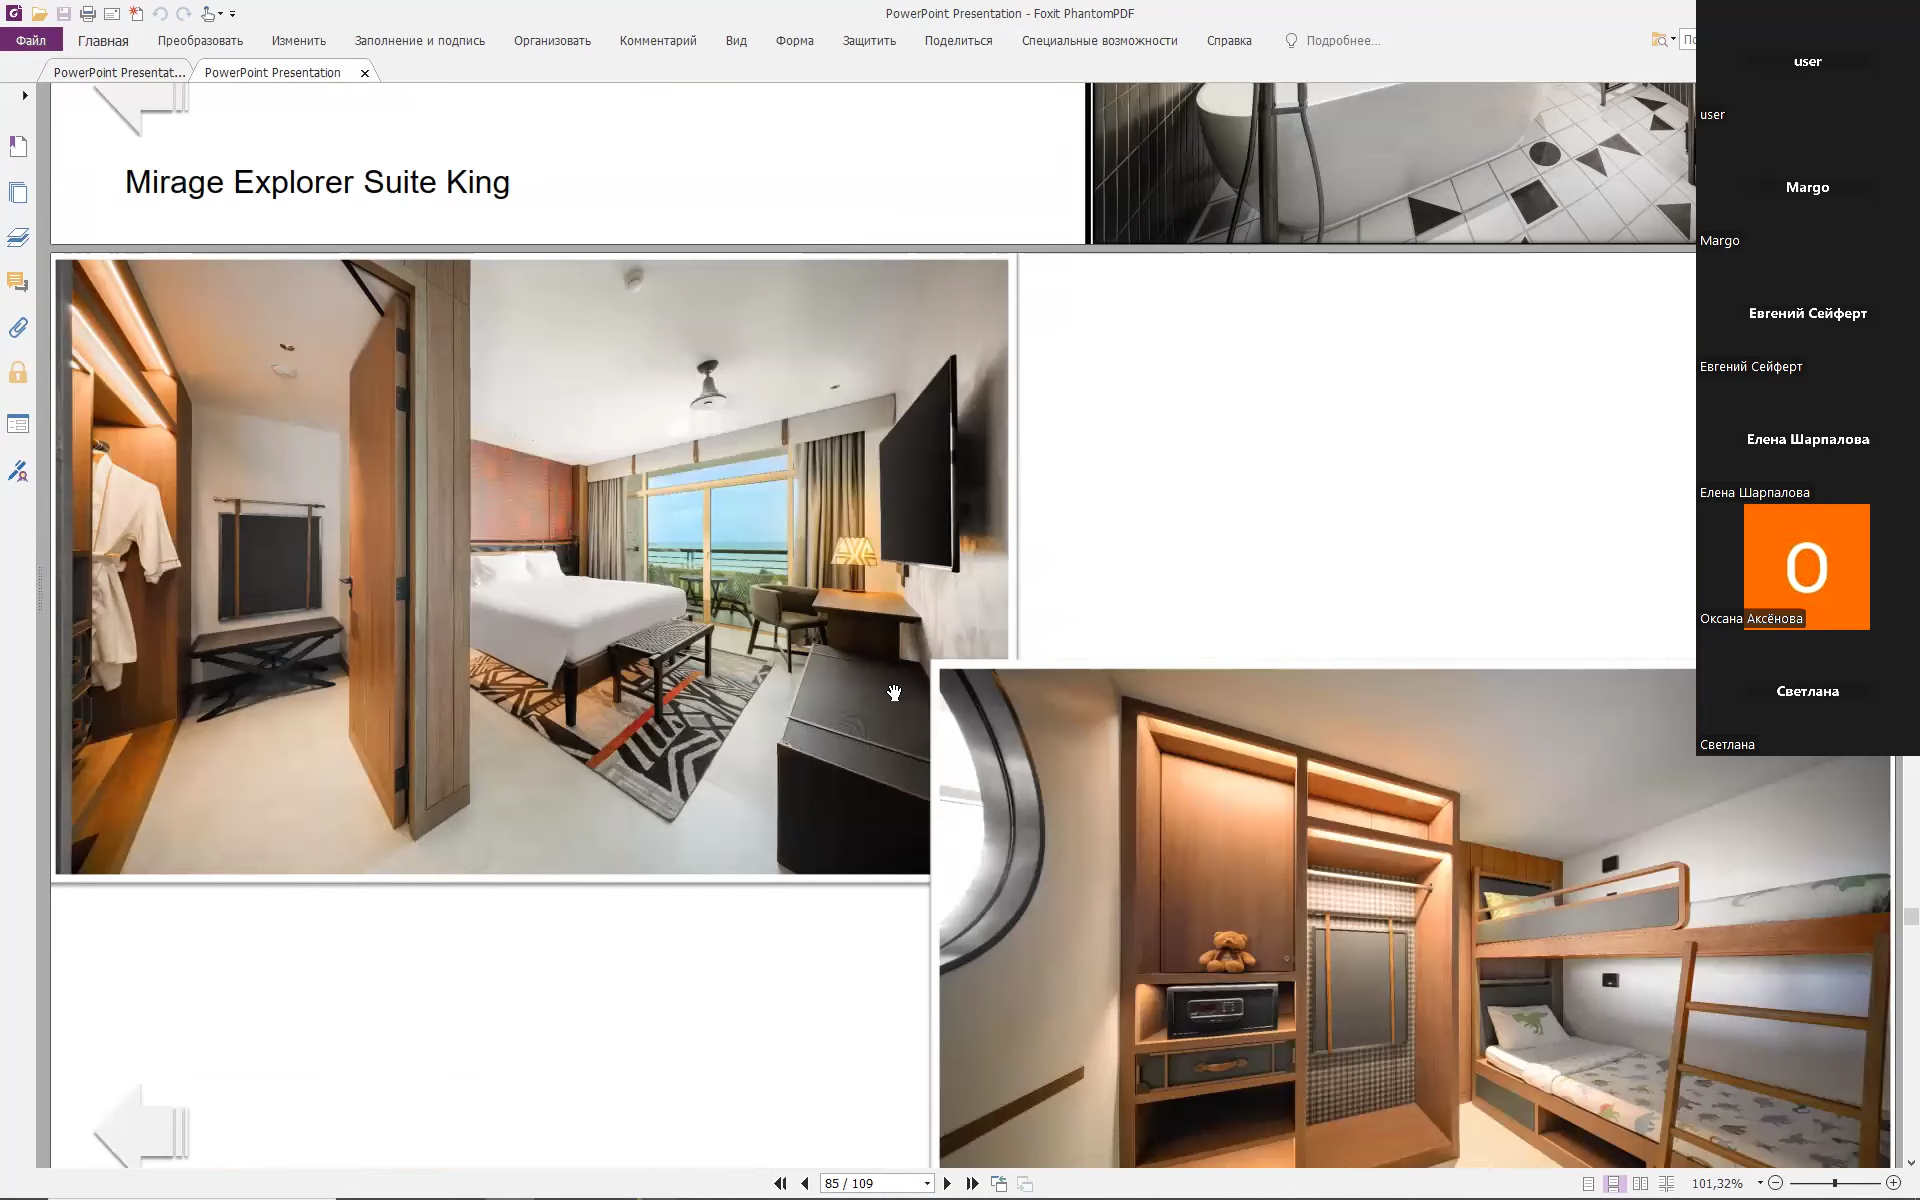 PowerPoint Presentation - Foxit PhantomPDF
Файл Главная Преобразовать Изменить Заполнение и подпись Организовать Комментарий Вид Форма Защитить Поделиться Специальные возможности Справка Подробнее... По
PowerPoint Presentat... PowerPoint Presentation
Mirage Explorer Suite King
user
user
Margo
Margo
Евгений Сейферт
Евгений Сейферт
Елена Шарпалова
Елена Шарпалова
O
Оксана Аксёнова
Светлана
Светлана
85 / 109
101,32%